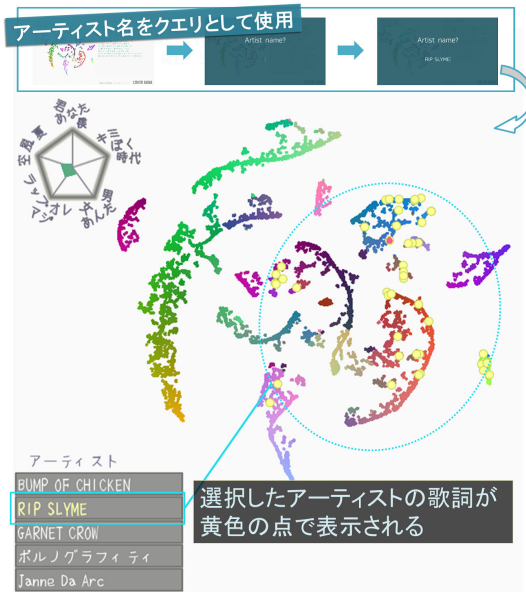 アーティスト名をクエリとして使用
Artist name?
Artist name?
RIP SLYME
君
あなた
僕
キミ
ぼく
時代
男
女
あんた
オレ
ラップ
空 風 夏
アーティスト
BUMP OF CHICKEN
RIP SLYME
GARNET CROW
ポルノグラフィティ
Janne Da Arc
選択したアーティストの歌詞が
黄色の点で表示される